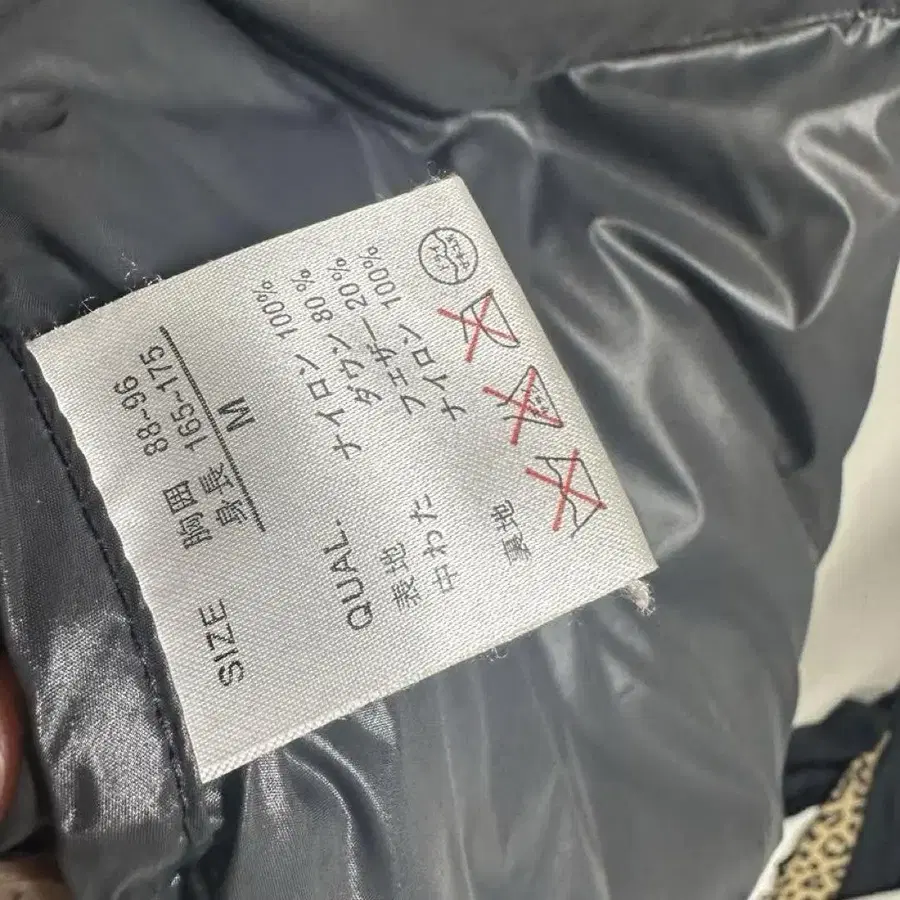 SIZE
胸囲 88~96
身長 165~175
M
QUAL.
表地 ナイロン 100%
中わた ダウン 80%
フェザー 20%
裏地 ナイロン 100%